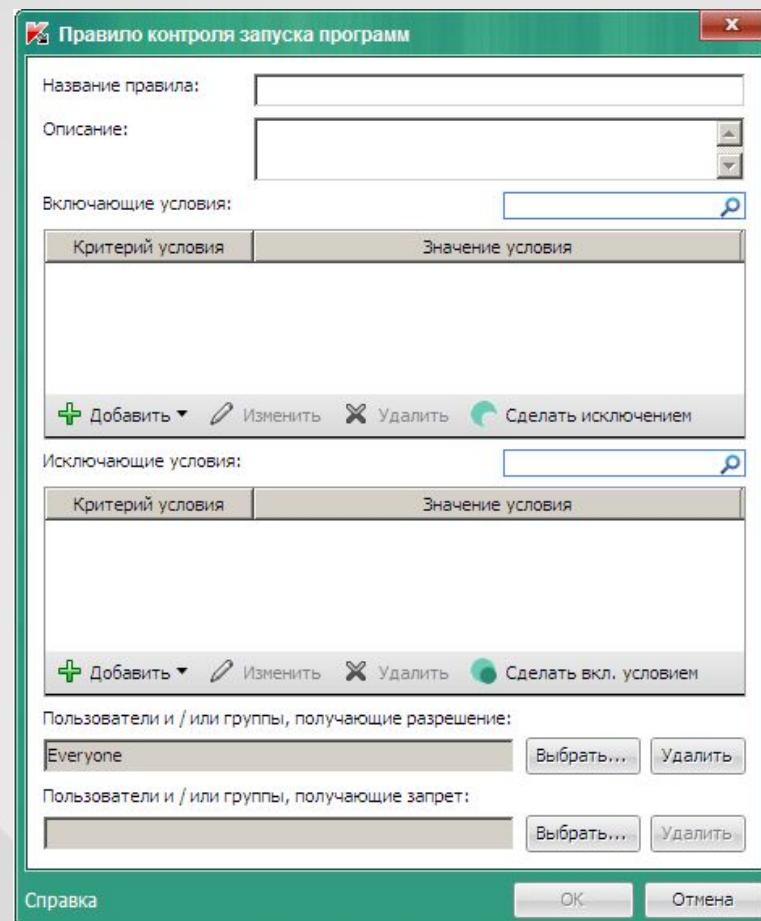 Правило контроля запуска программ
Название правила:
Описание:
Включающие условия:
Критерий условия Значение условия
Добавить Изменить Удалить Сделать исключением
Исключающие условия:
Критерий условия Значение условия
Добавить Изменить Удалить Сделать вкл. условием
Пользователи и / или группы, получающие разрешение:
Everyone Выбрать... Удалить
Пользователи и / или группы, получающие запрет:
Выбрать... Удалить
Справка ОК Отмена